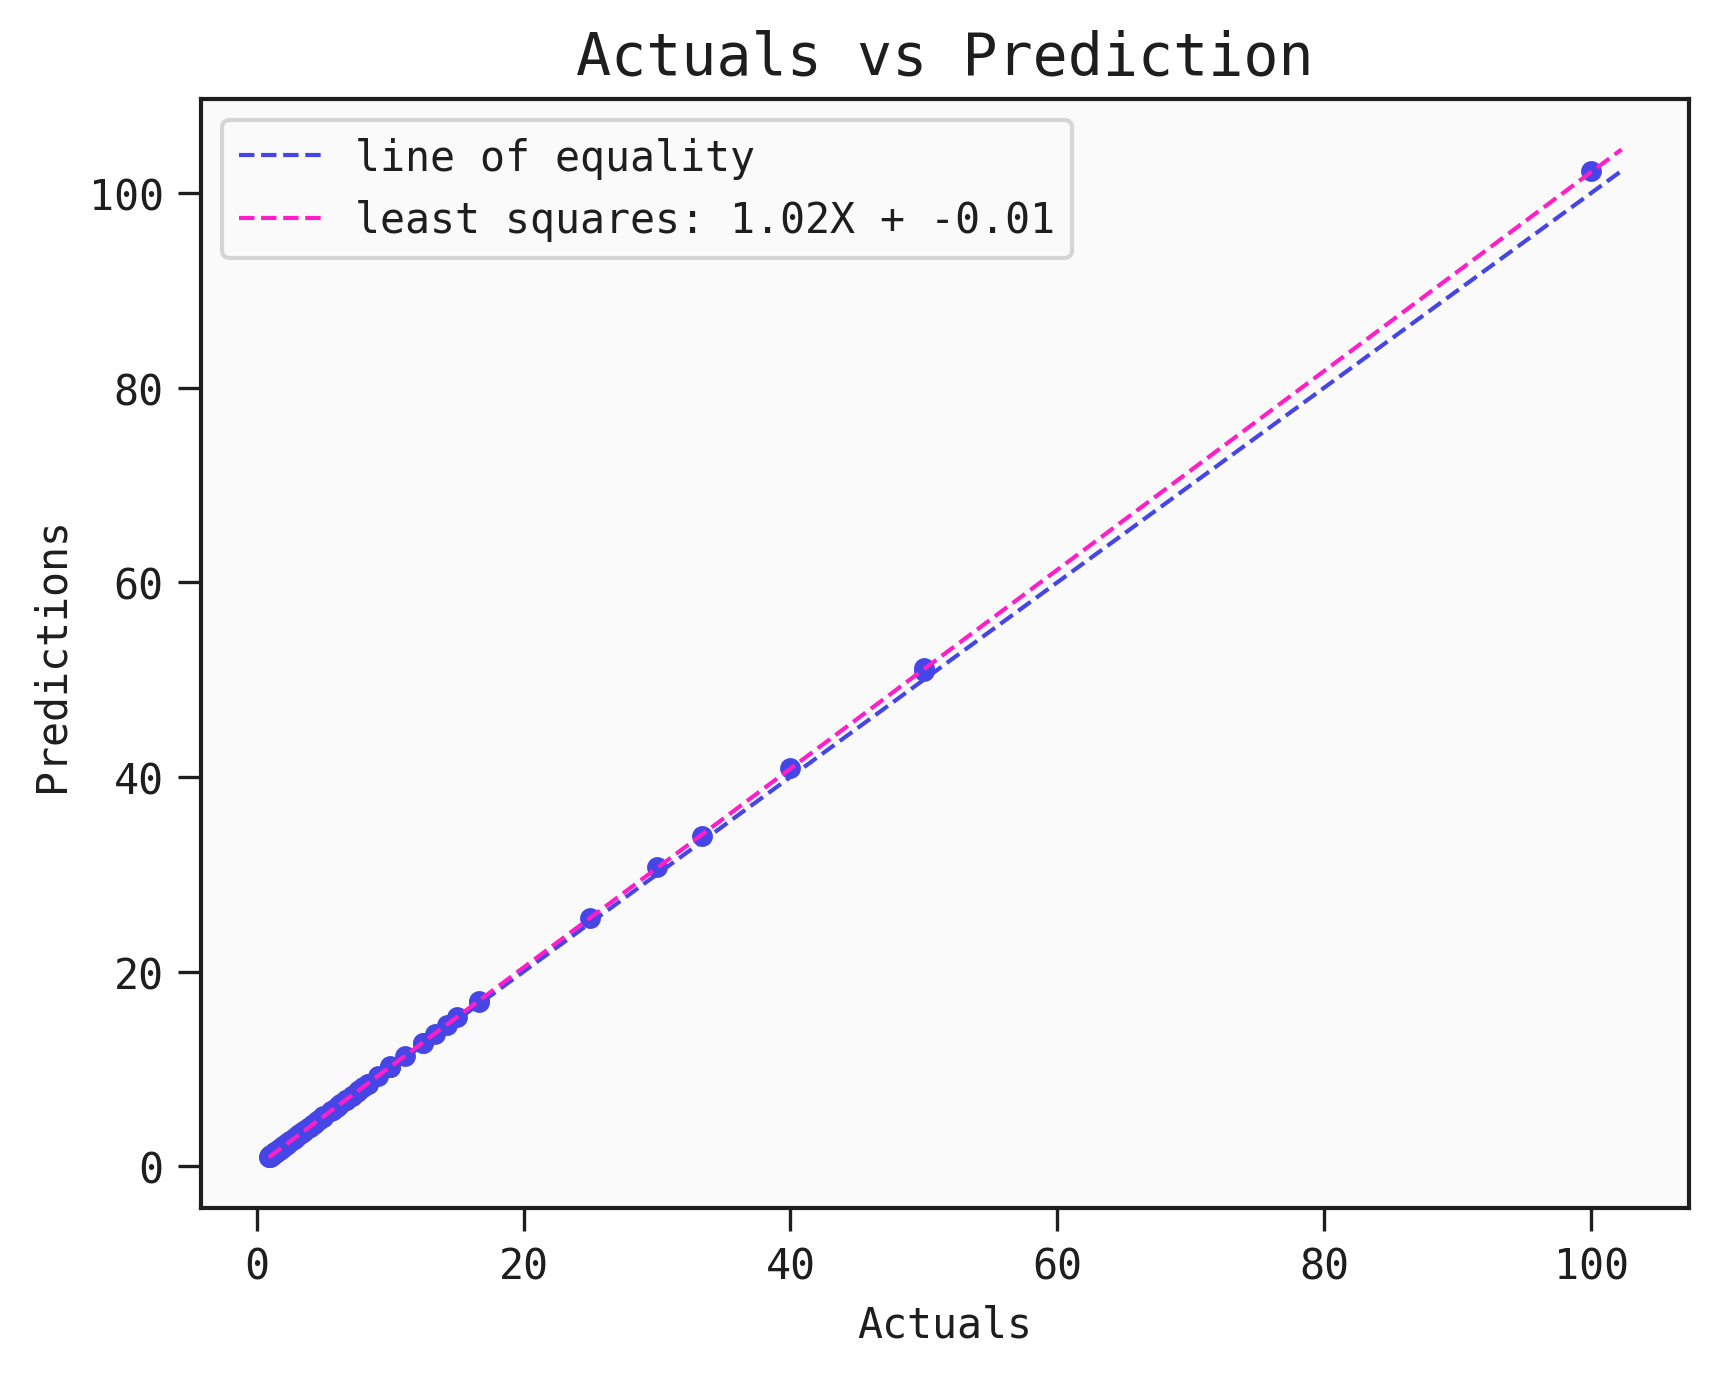 Actuals vs Prediction
line of equality
least squares: 1.02X + -0.01
100
80
60
40
20
0
Predictions
0 20 40 60 80 100
Actuals